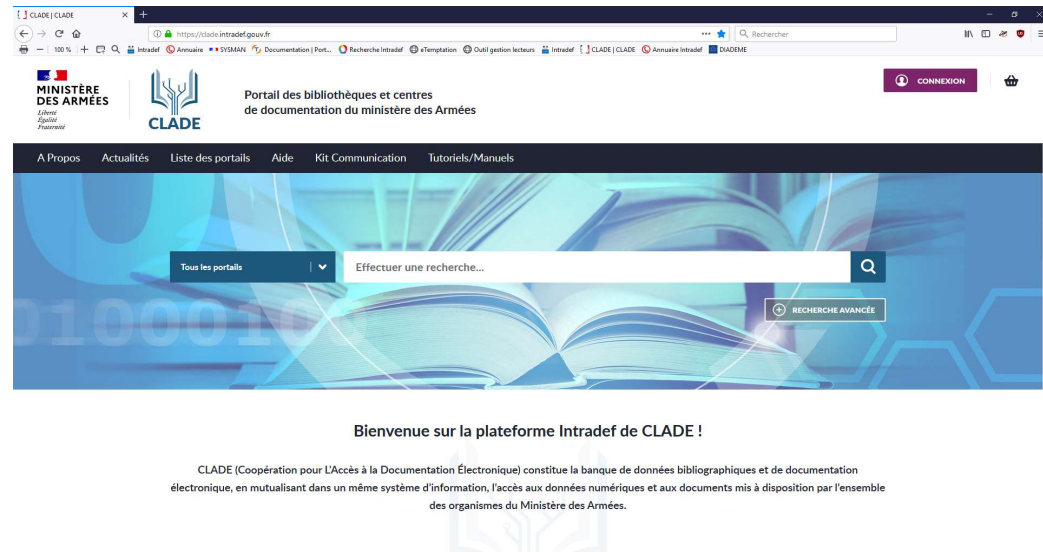 CLADE | CLADE
https://clade.intradef.gouv.fr
Rechercher
100 %
Intradef
Annuaire
SYSMAN
Documentation | Port...
Recherche Intradef
eTemptation
Outil gestion lecteurs
Intradef
CLADE | CLADE
Annuaire Intradef
DIADEME
MINISTÈRE
DES ARMÉES
Liberté
Égalité
Fraternité
CLADE
Portail des bibliothèques et centres
de documentation du ministère des Armées
CONNEXION
A Propos
Actualités
Liste des portails
Aide
Kit Communication
Tutoriels/Manuels
Tous les portails
Effectuer une recherche...
RECHERCHE AVANCÉE
01000100
Bienvenue sur la plateforme Intradef de CLADE !
CLADE (Coopération pour L'Accès à la Documentation Électronique) constitue la banque de données bibliographiques et de documentation
électronique, en mutualisant dans un même système d'information, l'accès aux données numériques et aux documents mis à disposition par l'ensemble
des organismes du Ministère des Armées.